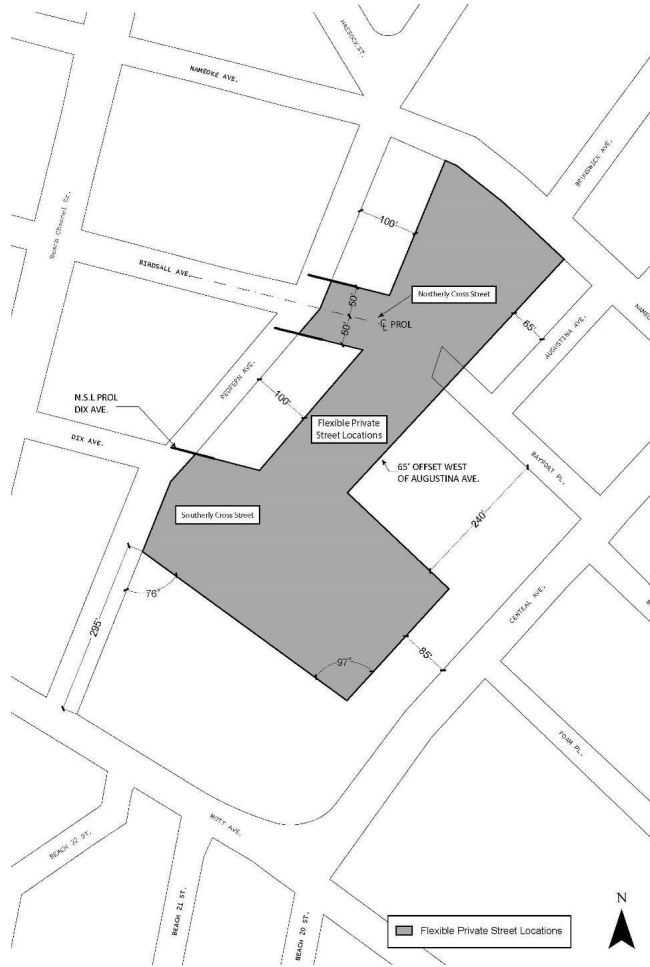 HASSOCK ST.
NAMEOKE AVE.
BRUNSWICK AVE.
Beach Channel Dr.
100'
BIRDSALL AVE.
Northerly Cross Street
50'
℄ PROL
50'
65'
AUGUSTINA AVE.
REDFERN AVE.
N.S.L PROL
DIX AVE.
100'
Flexible Private
Street Locations
DIX AVE.
65' OFFSET WEST
OF AUGUSTINA AVE.
BAYPORT PL.
Southerly Cross Street
240'
76°
CENTRAL AVE.
295'
97°
85'
FOAM PL.
MOTT AVE.
BEACH 22 ST.
BEACH 21 ST.
BEACH 20 ST.
N
Flexible Private Street Locations